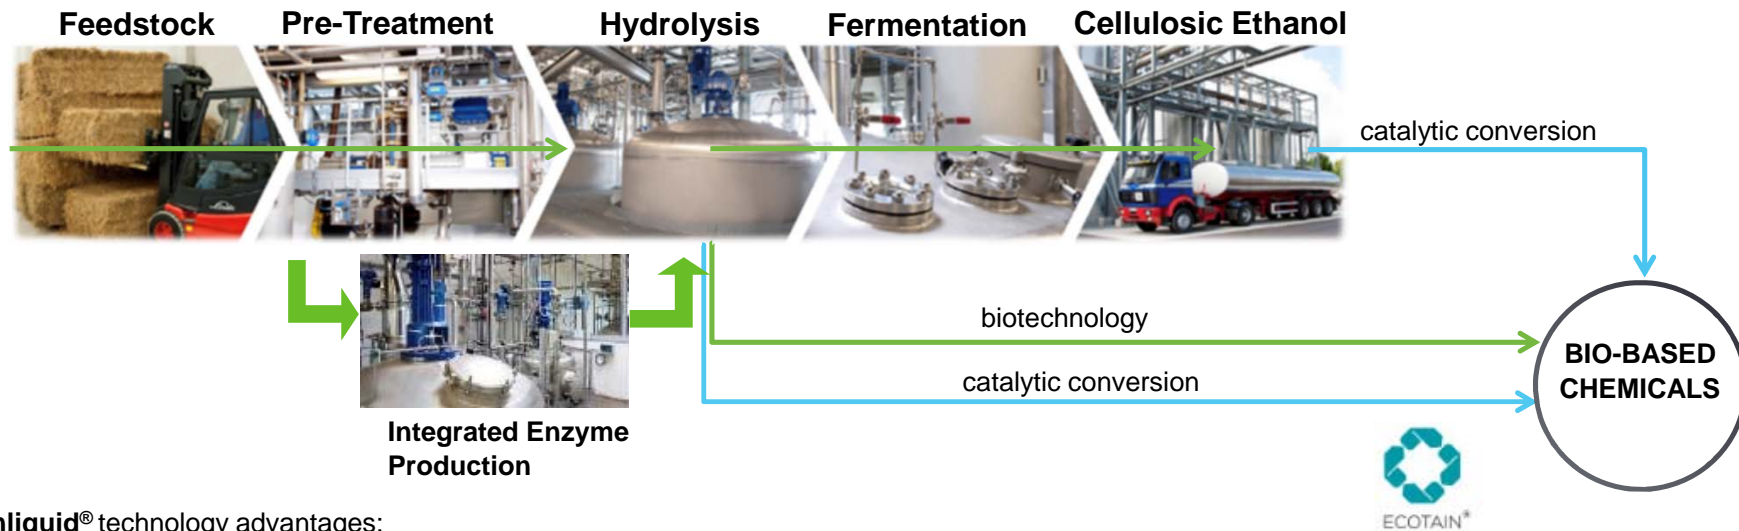 Feedstock
Pre-Treatment
Hydrolysis
Fermentation
Cellulosic Ethanol
catalytic conversion
biotechnology
catalytic conversion
BIO-BASED
CHEMICALS
Integrated Enzyme
Production
ECOTAIN®
nliquid® technology advantages: